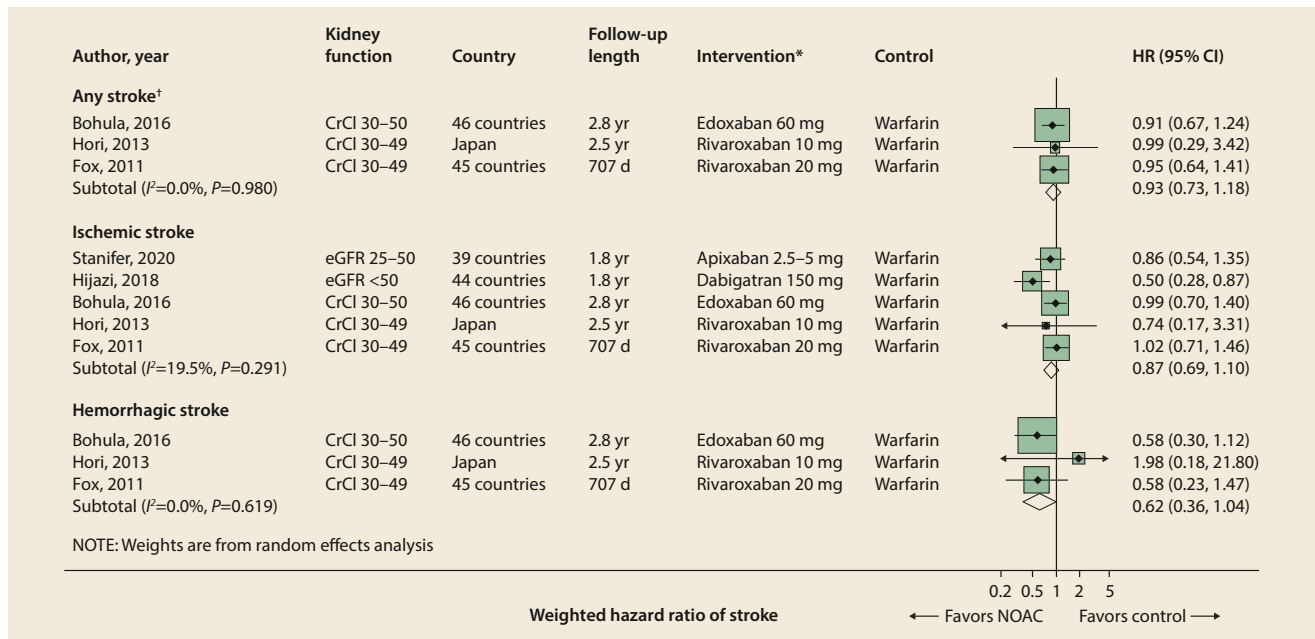 Author, year Kidney function Country Follow-up length Intervention* Control HR (95% CI)
Any stroke†
Bohula, 2016 CrCl 30–50 46 countries 2.8 yr Edoxaban 60 mg Warfarin 0.91 (0.67, 1.24)
Hori, 2013 CrCl 30–49 Japan 2.5 yr Rivaroxaban 10 mg Warfarin 0.99 (0.29, 3.42)
Fox, 2011 CrCl 30–49 45 countries 707 d Rivaroxaban 20 mg Warfarin 0.95 (0.64, 1.41)
Subtotal (I²=0.0%, P=0.980) 0.93 (0.73, 1.18)
Ischemic stroke
Stanifer, 2020 eGFR 25–50 39 countries 1.8 yr Apixaban 2.5–5 mg Warfarin 0.86 (0.54, 1.35)
Hijazi, 2018 eGFR <50 44 countries 1.8 yr Dabigatran 150 mg Warfarin 0.50 (0.28, 0.87)
Bohula, 2016 CrCl 30–50 46 countries 2.8 yr Edoxaban 60 mg Warfarin 0.99 (0.70, 1.40)
Hori, 2013 CrCl 30–49 Japan 2.5 yr Rivaroxaban 10 mg Warfarin 0.74 (0.17, 3.31)
Fox, 2011 CrCl 30–49 45 countries 707 d Rivaroxaban 20 mg Warfarin 1.02 (0.71, 1.46)
Subtotal (I²=19.5%, P=0.291) 0.87 (0.69, 1.10)
Hemorrhagic stroke
Bohula, 2016 CrCl 30–50 46 countries 2.8 yr Edoxaban 60 mg Warfarin 0.58 (0.30, 1.12)
Hori, 2013 CrCl 30–49 Japan 2.5 yr Rivaroxaban 10 mg Warfarin 1.98 (0.18, 21.80)
Fox, 2011 CrCl 30–49 45 countries 707 d Rivaroxaban 20 mg Warfarin 0.58 (0.23, 1.47)
Subtotal (I²=0.0%, P=0.619) 0.62 (0.36, 1.04)
NOTE: Weights are from random effects analysis
0.2 0.5 1 2 5
Weighted hazard ratio of stroke Favors NOAC Favors control